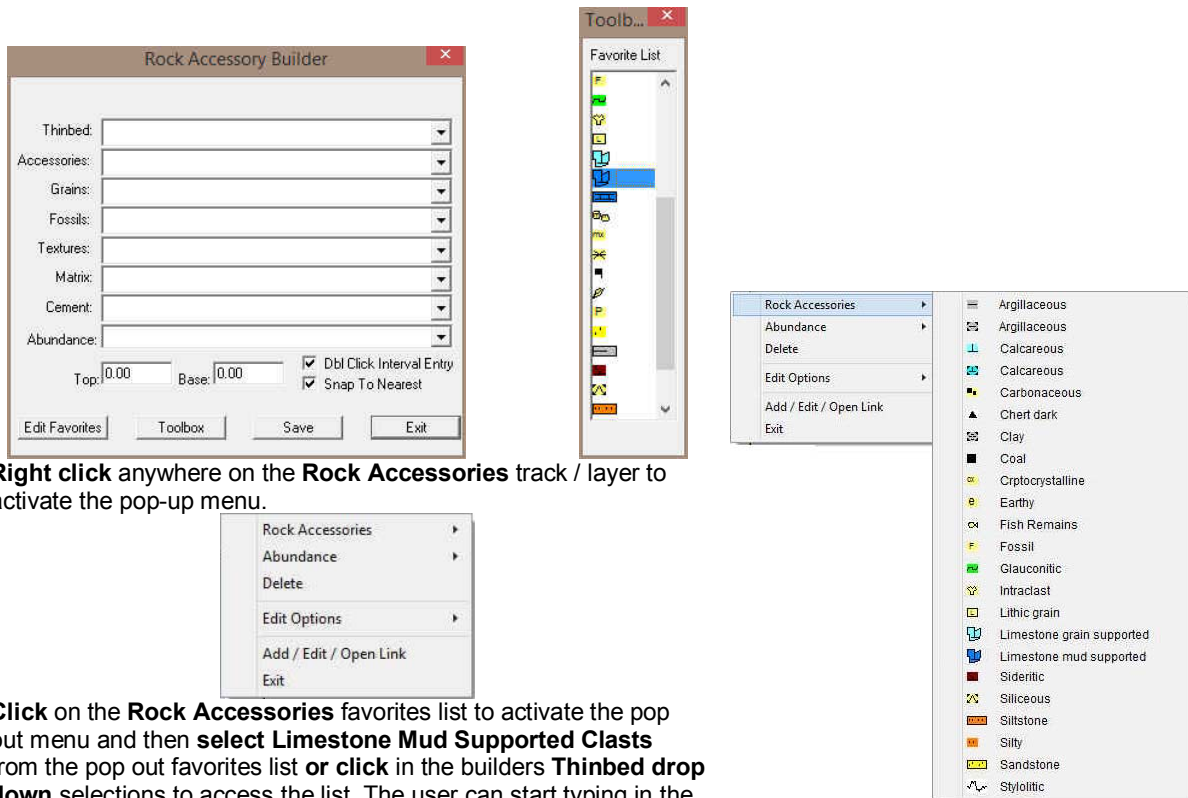 Rock Accessory Builder
Thinbed:
Accessories:
Grains:
Fossils:
Textures:
Matrix:
Cement:
Abundance:
Top: 0.00 Base: 0.00
Dbl Click Interval Entry
Snap To Nearest
Edit Favorites Toolbox Save Exit
Toolb...
Favorite List
F
L
mx
P
Rock Accessories
Abundance
Delete
Edit Options
Add / Edit / Open Link
Exit
Argillaceous
Argillaceous
Calcareous
Calcareous
Carbonaceous
Chert dark
Clay
Coal
Crptocrystalline
e Earthy
Fish Remains
F Fossil
Glauconitic
Intraclast
L Lithic grain
Limestone grain supported
Limestone mud supported
Sideritic
Siliceous
Siltstone
Silty
Sandstone
Stylolitic
Right click anywhere on the Rock Accessories track / layer to
activate the pop-up menu.
Rock Accessories
Abundance
Delete
Edit Options
Add / Edit / Open Link
Exit
Click on the Rock Accessories favorites list to activate the pop
out menu and then select Limestone Mud Supported Clasts
from the pop out favorites list or click in the builders Thinbed drop
down selections to access the list. The user can start typing in the